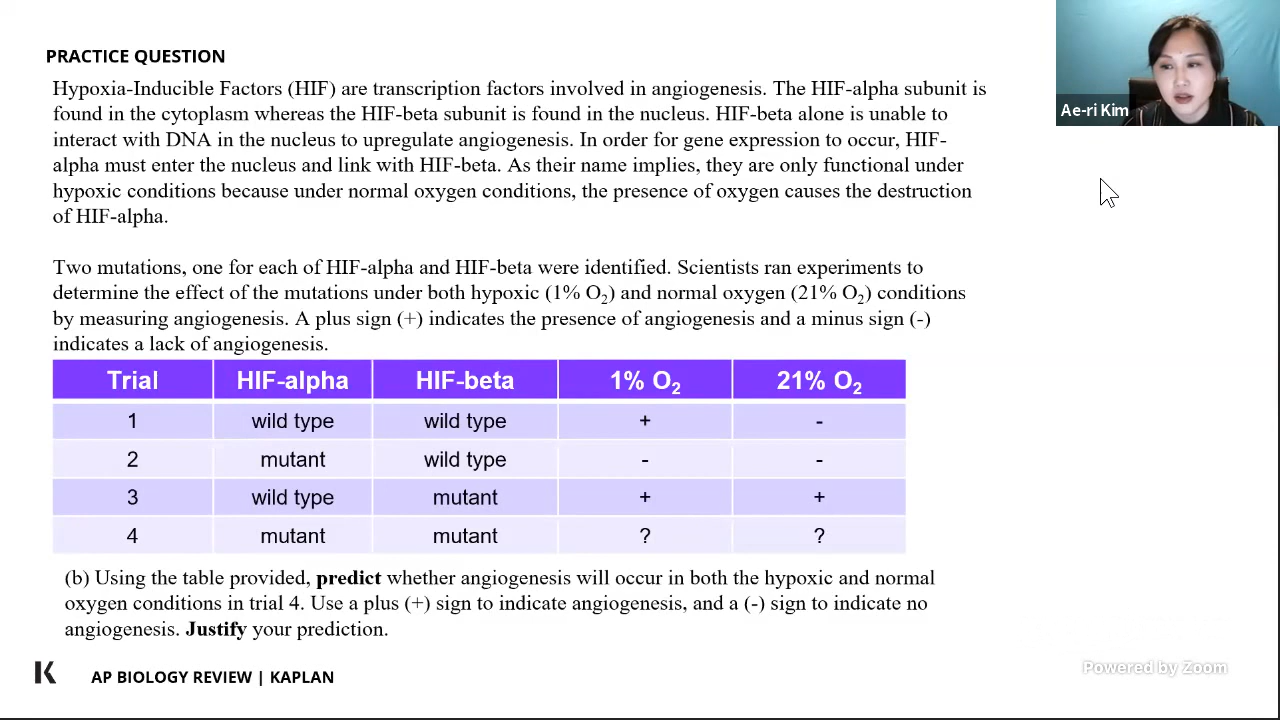 PRACTICE QUESTION
Hypoxia-Inducible Factors (HIF) are transcription factors involved in angiogenesis. The HIF-alpha subunit is
found in the cytoplasm whereas the HIF-beta subunit is found in the nucleus. HIF-beta alone is unable to
interact with DNA in the nucleus to upregulate angiogenesis. In order for gene expression to occur, HIF-
alpha must enter the nucleus and link with HIF-beta. As their name implies, they are only functional under
hypoxic conditions because under normal oxygen conditions, the presence of oxygen causes the destruction
of HIF-alpha.
Two mutations, one for each of HIF-alpha and HIF-beta were identified. Scientists ran experiments to
determine the effect of the mutations under both hypoxic (1% O₂) and normal oxygen (21% O₂) conditions
by measuring angiogenesis. A plus sign (+) indicates the presence of angiogenesis and a minus sign (-)
indicates a lack of angiogenesis.
Trial HIF-alpha HIF-beta 1% O₂ 21% O₂
1 wild type wild type + -
2 mutant wild type - -
3 wild type mutant + +
4 mutant mutant ? ?
(b) Using the table provided, predict whether angiogenesis will occur in both the hypoxic and normal
oxygen conditions in trial 4. Use a plus (+) sign to indicate angiogenesis, and a (-) sign to indicate no
angiogenesis. Justify your prediction.
K AP BIOLOGY REVIEW | KAPLAN
Ae-ri Kim
Powered by Zoom